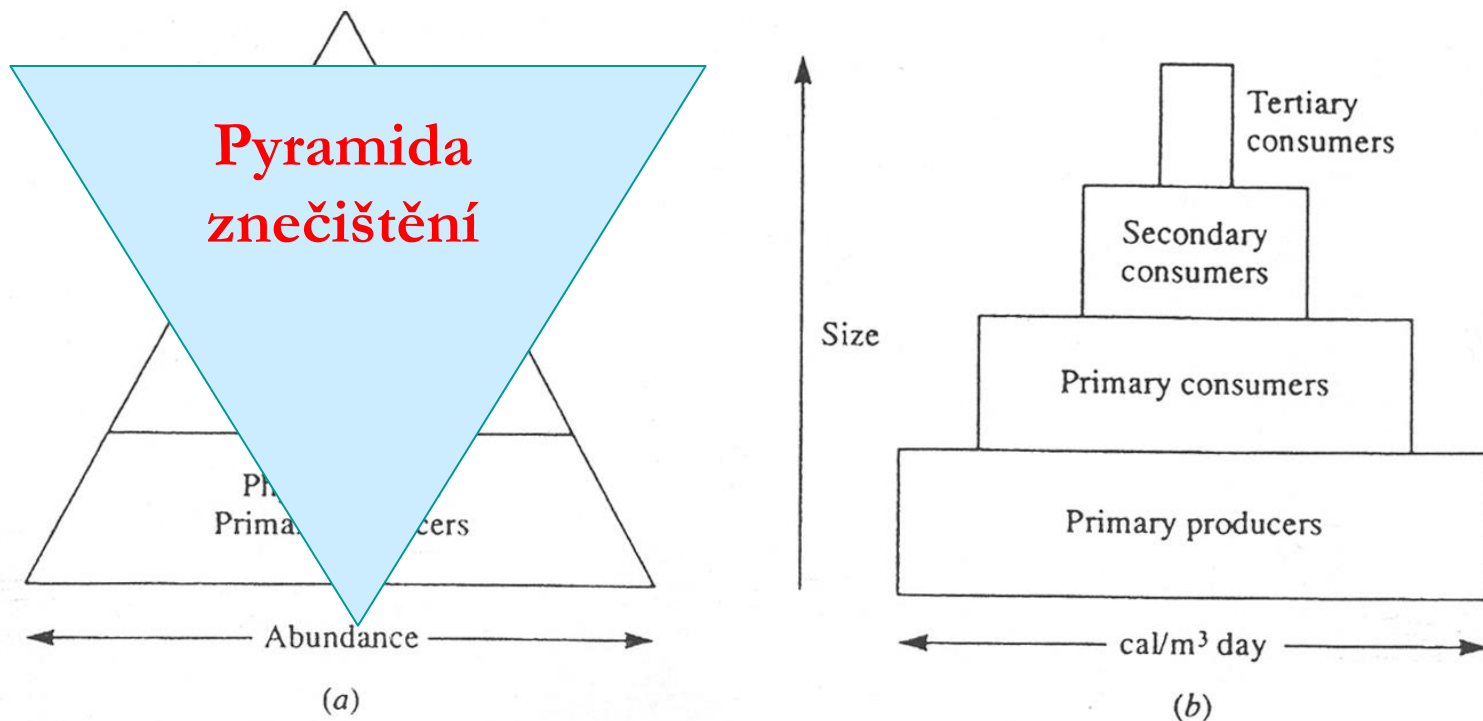 Pyramida
znečištění
Abundance
(a)
Size
Tertiary
consumers
Secondary
consumers
Primary consumers
Primary producers
cal/m³ day
(b)